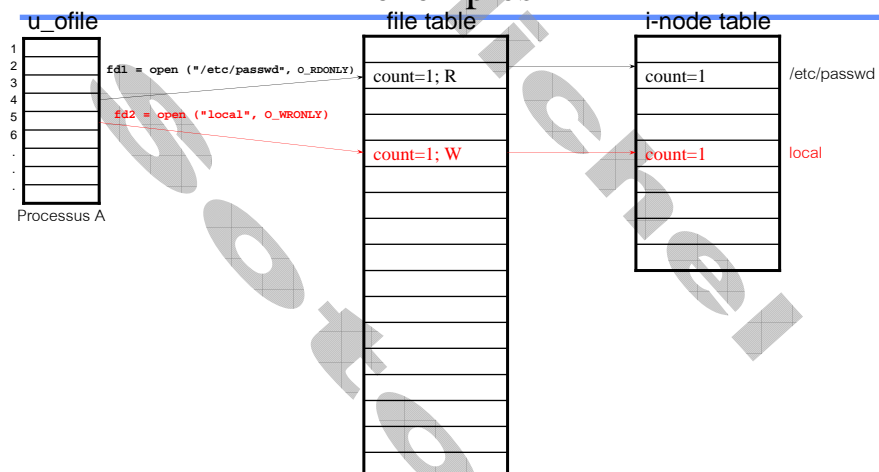 u_ofile file table i-node table
1
2
3
4
5
6
.
.
.
fd1 = open ("/etc/passwd", O_RDONLY)
count=1; R
count=1
/etc/passwd
fd2 = open ("local", O_WRONLY)
count=1; W
count=1
local
Processus A